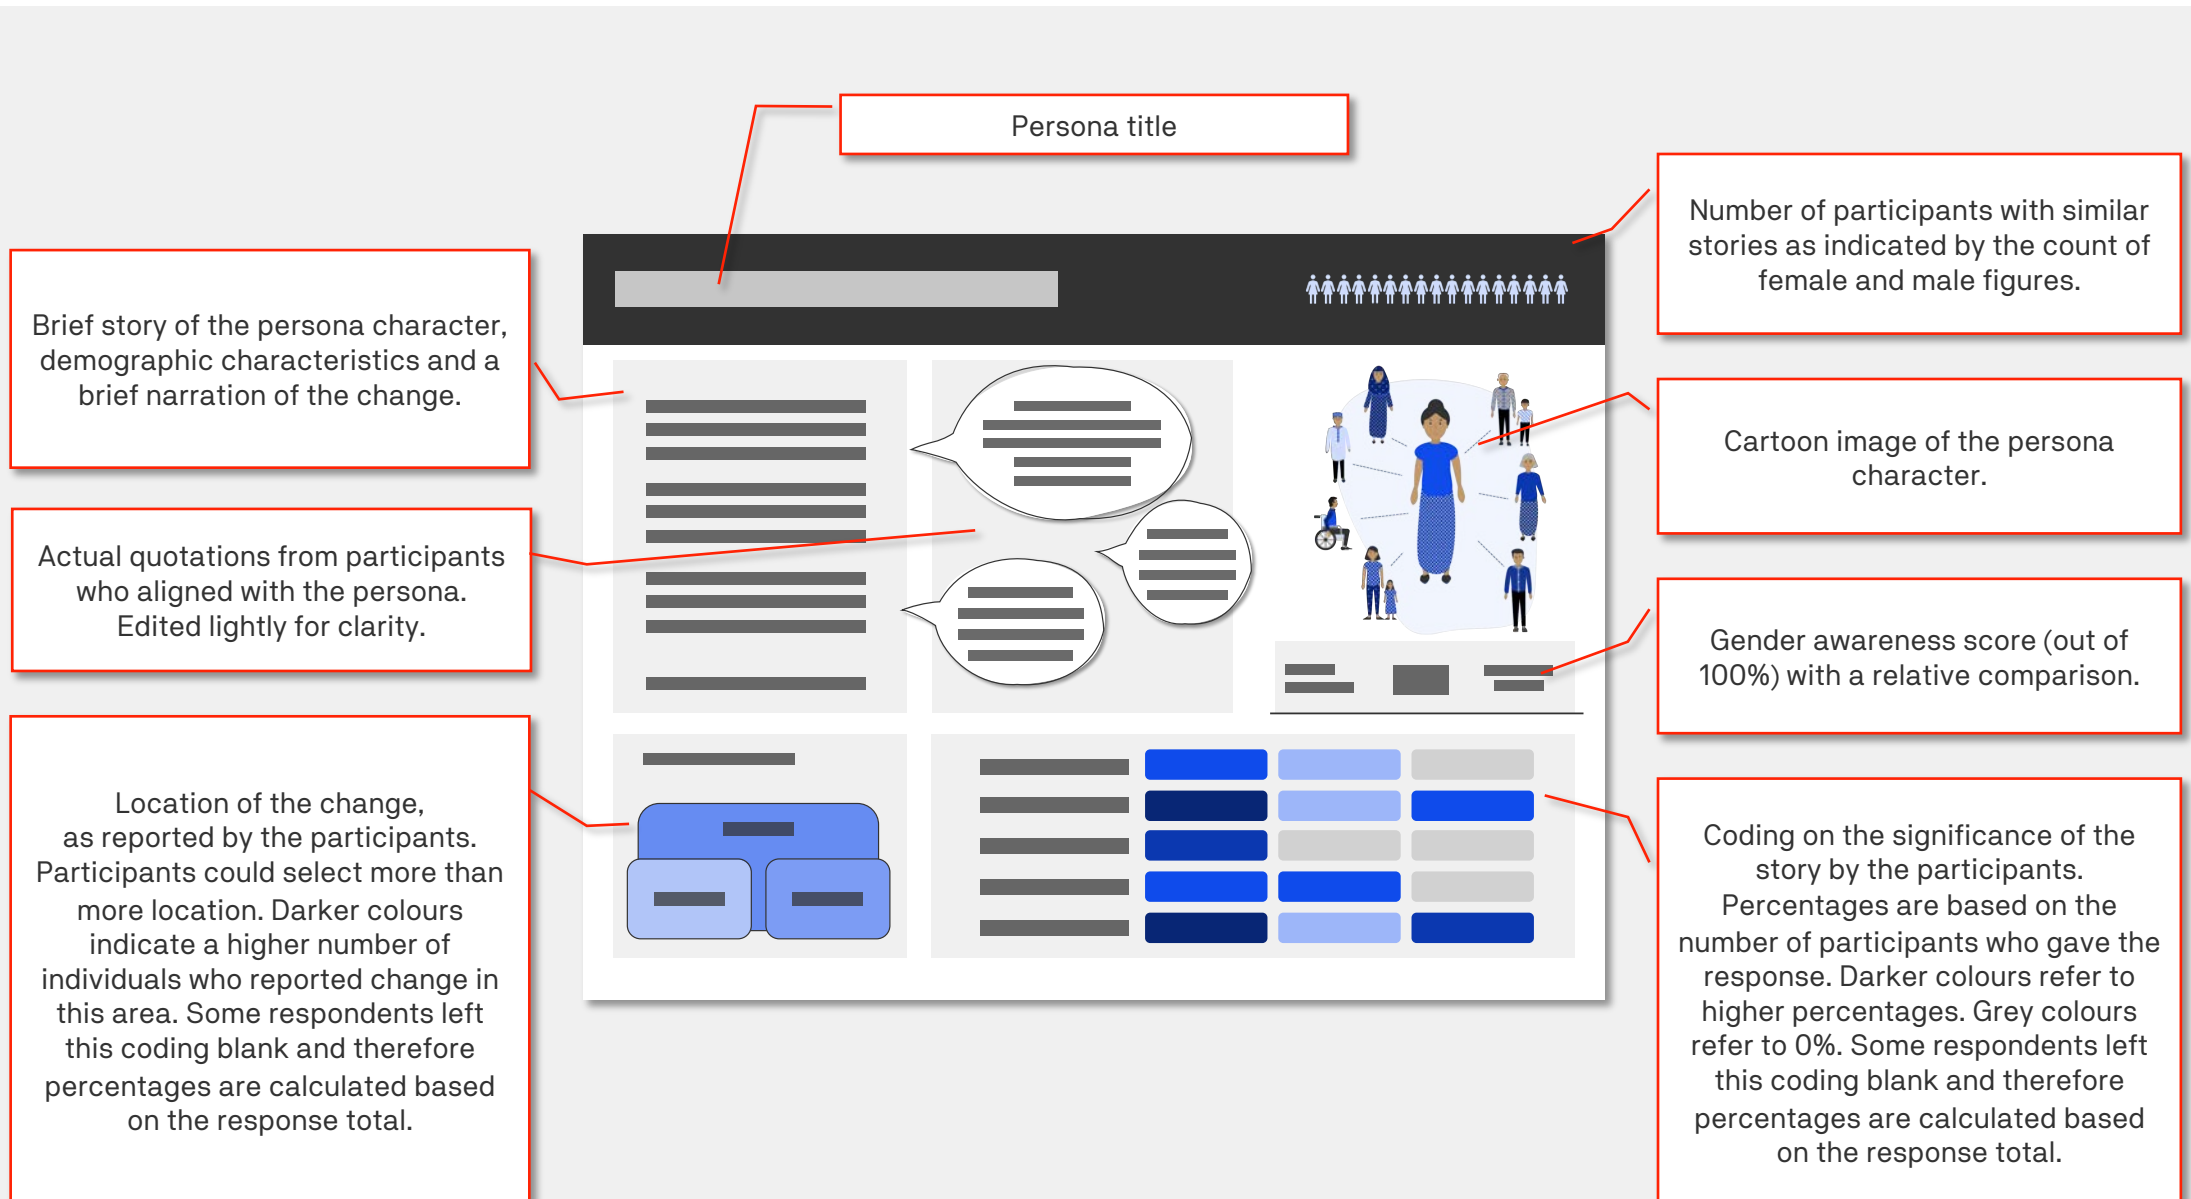 Persona title
Number of participants with similar
stories as indicated by the count of
female and male figures.
Brief story of the persona character,
demographic characteristics and a
brief narration of the change.
Cartoon image of the persona
character.
Actual quotations from participants
who aligned with the persona.
Edited lightly for clarity.
Gender awareness score (out of
100%) with a relative comparison.
Location of the change,
as reported by the participants.
Participants could select more than
more location. Darker colours
indicate a higher number of
individuals who reported change in
this area. Some respondents left
this coding blank and therefore
percentages are calculated based
on the response total.
Coding on the significance of the
story by the participants.
Percentages are based on the
number of participants who gave the
response. Darker colours refer to
higher percentages. Grey colours
refer to 0%. Some respondents left
this coding blank and therefore
percentages are calculated based
on the response total.